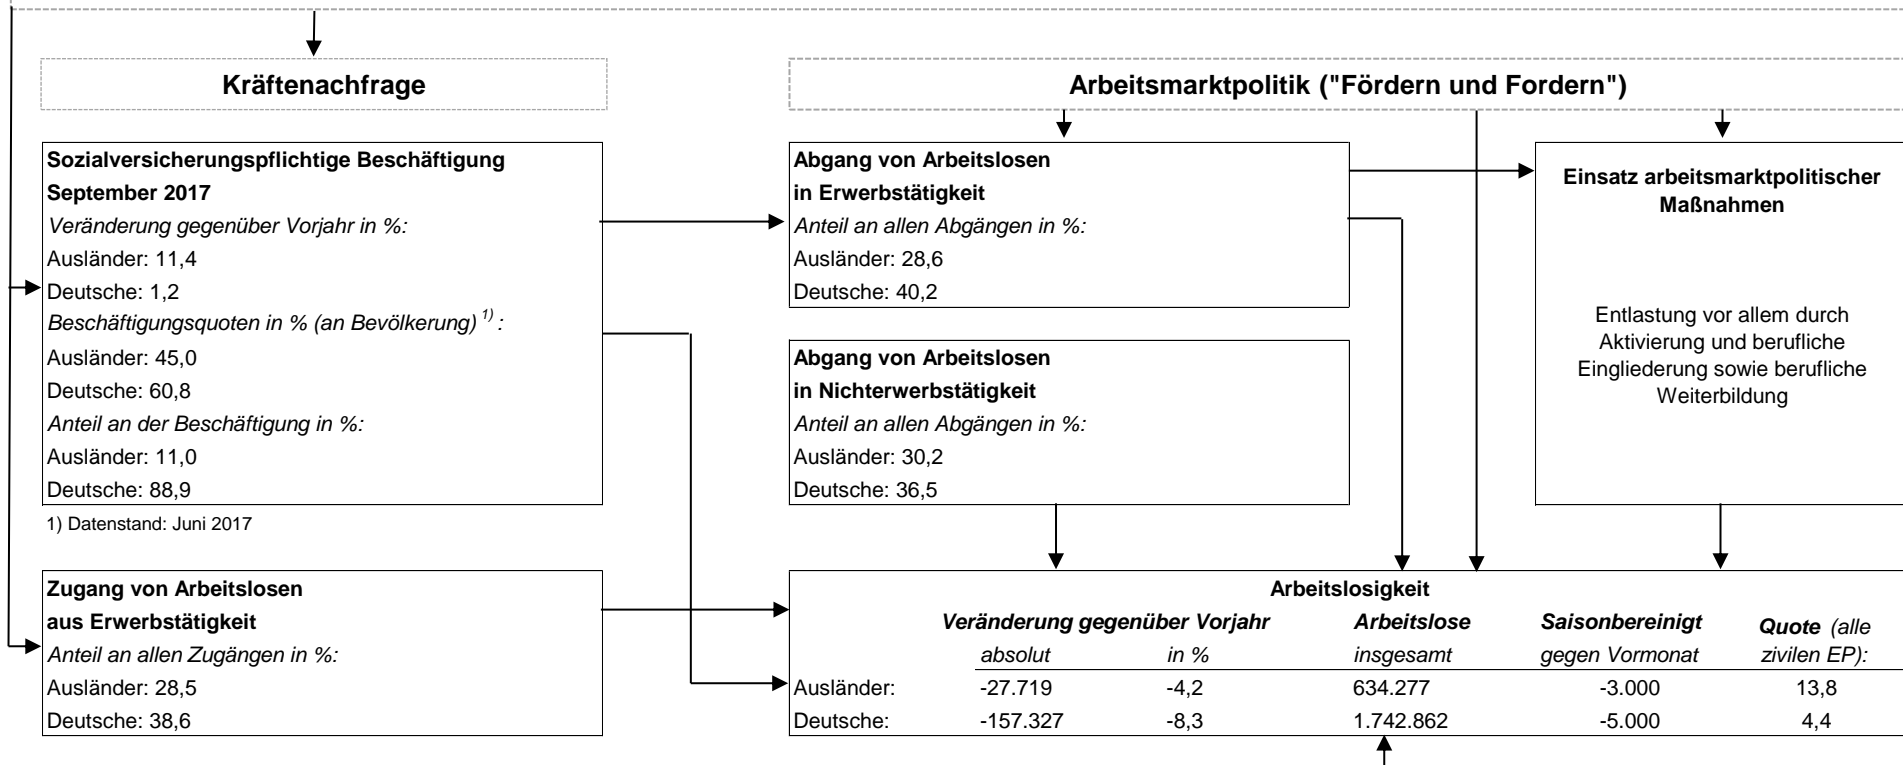 Kräftenachfrage
Arbeitsmarktpolitik ("Fördern und Fordern")
Sozialversicherungspflichtige Beschäftigung
September 2017
Veränderung gegenüber Vorjahr in %:
Ausländer: 11,4
Deutsche: 1,2
Beschäftigungsquoten in % (an Bevölkerung) 1) :
Ausländer: 45,0
Deutsche: 60,8
Anteil an der Beschäftigung in %:
Ausländer: 11,0
Deutsche: 88,9
1) Datenstand: Juni 2017
Abgang von Arbeitslosen
in Erwerbstätigkeit
Anteil an allen Abgängen in %:
Ausländer: 28,6
Deutsche: 40,2
Abgang von Arbeitslosen
in Nichterwerbstätigkeit
Anteil an allen Abgängen in %:
Ausländer: 30,2
Deutsche: 36,5
Einsatz arbeitsmarktpolitischer
Maßnahmen
Entlastung vor allem durch
Aktivierung und berufliche
Eingliederung sowie berufliche
Weiterbildung
Zugang von Arbeitslosen
aus Erwerbstätigkeit
Anteil an allen Zugängen in %:
Ausländer: 28,5
Deutsche: 38,6
Arbeitslosigkeit
Veränderung gegenüber Vorjahr Arbeitslose Saisonbereinigt Quote (alle
absolut in % insgesamt gegen Vormonat zivilen EP):
Ausländer: -27.719 -4,2 634.277 -3.000 13,8
Deutsche: -157.327 -8,3 1.742.862 -5.000 4,4